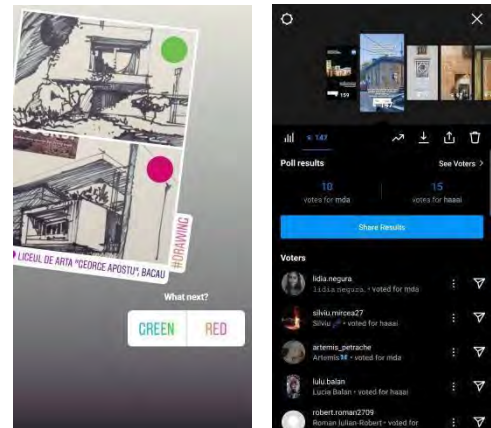 LICEUL DE ARTA "GEORGE APOSTU", BACAU
#DRAWING
What next?
GREEN RED
159
147
Poll results See Voters >
18 15
votes for mda votes for haaai
Share Results
Voters
lidia.negura
lidia negura. • voted for mda
silviu.mircea27
Silviu • voted for haaai
artemis_petrache
Artemis • voted for mda
lulu.balan
Lucia Balan • voted for haaai
robert.roman2709
Roman Iulian-Robert • voted for